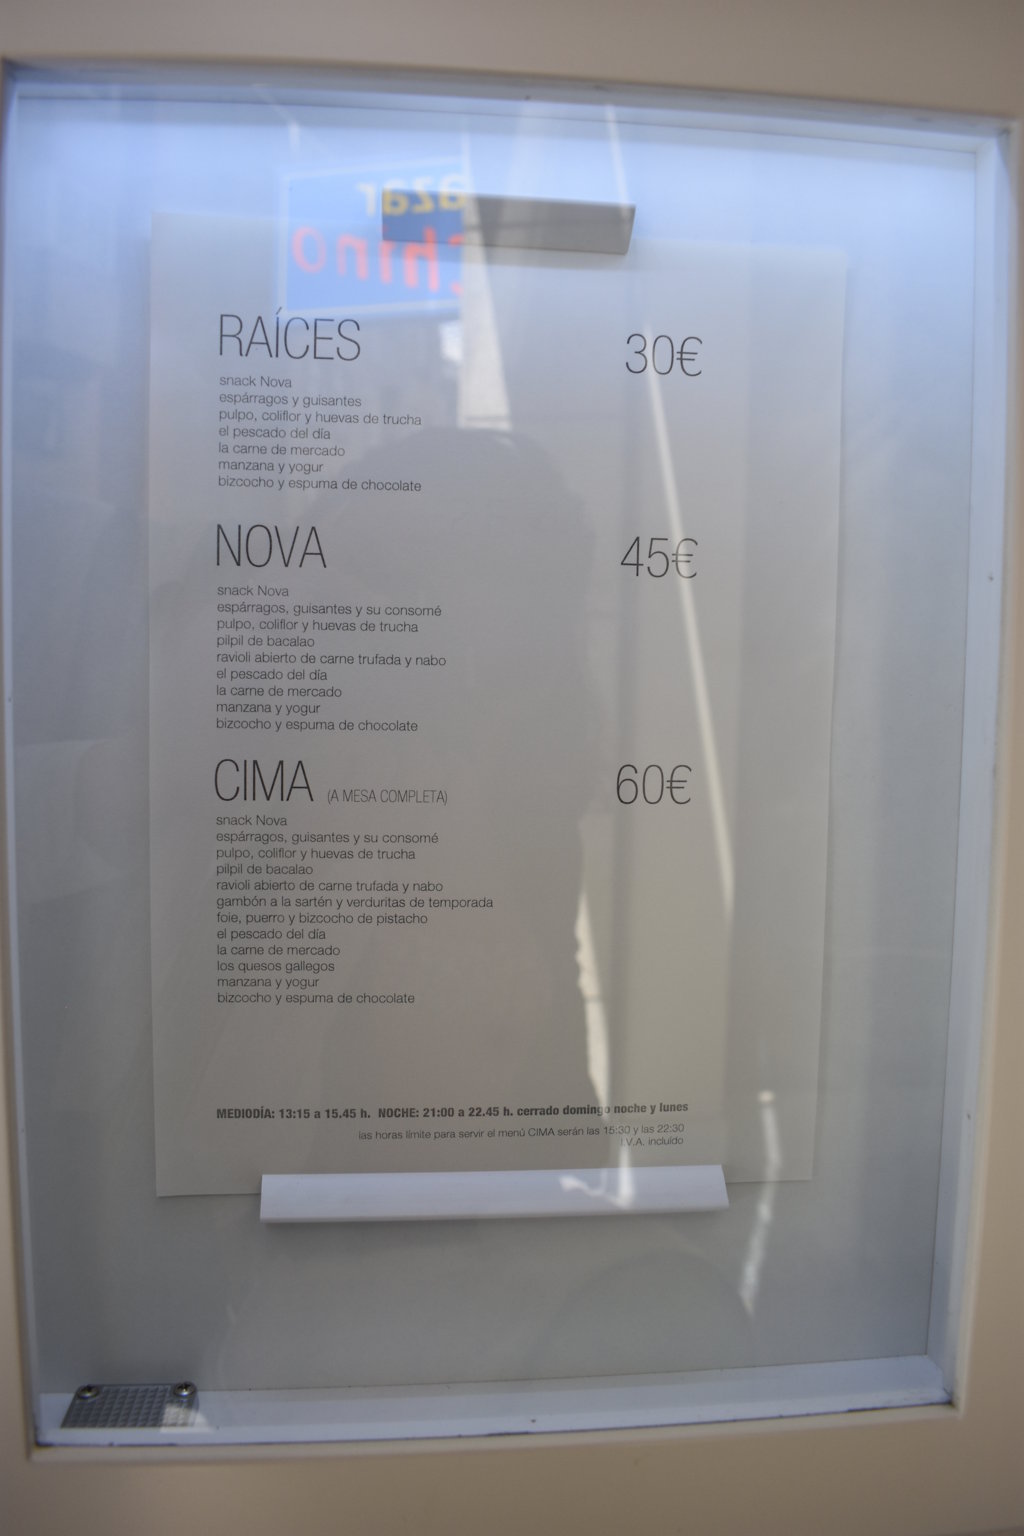 azar
chino
RAÍCES 30€
snack Nova
espárragos y guisantes
pulpo, coliflor y huevas de trucha
el pescado del día
la carne de mercado
manzana y yogur
bizcocho y espuma de chocolate
NOVA 45€
snack Nova
espárragos, guisantes y su consomé
pulpo, coliflor y huevas de trucha
pilpil de bacalao
ravioli abierto de carne trufada y nabo
el pescado del día
la carne de mercado
manzana y yogur
bizcocho y espuma de chocolate
CIMA (A MESA COMPLETA) 60€
snack Nova
espárragos, guisantes y su consomé
pulpo, coliflor y huevas de trucha
pilpil de bacalao
ravioli abierto de carne trufada y nabo
gambón a la sartén y verduritas de temporada
foie, puerro y bizcocho de pistacho
el pescado del día
la carne de mercado
los quesos gallegos
manzana y yogur
bizcocho y espuma de chocolate
MEDIODÍA: 13:15 a 15.45 h. NOCHE: 21:00 a 22.45 h. cerrado domingo noche y lunes
las horas límite para servir el menú CIMA serán las 15:30 y las 22:30
I.V.A. incluído